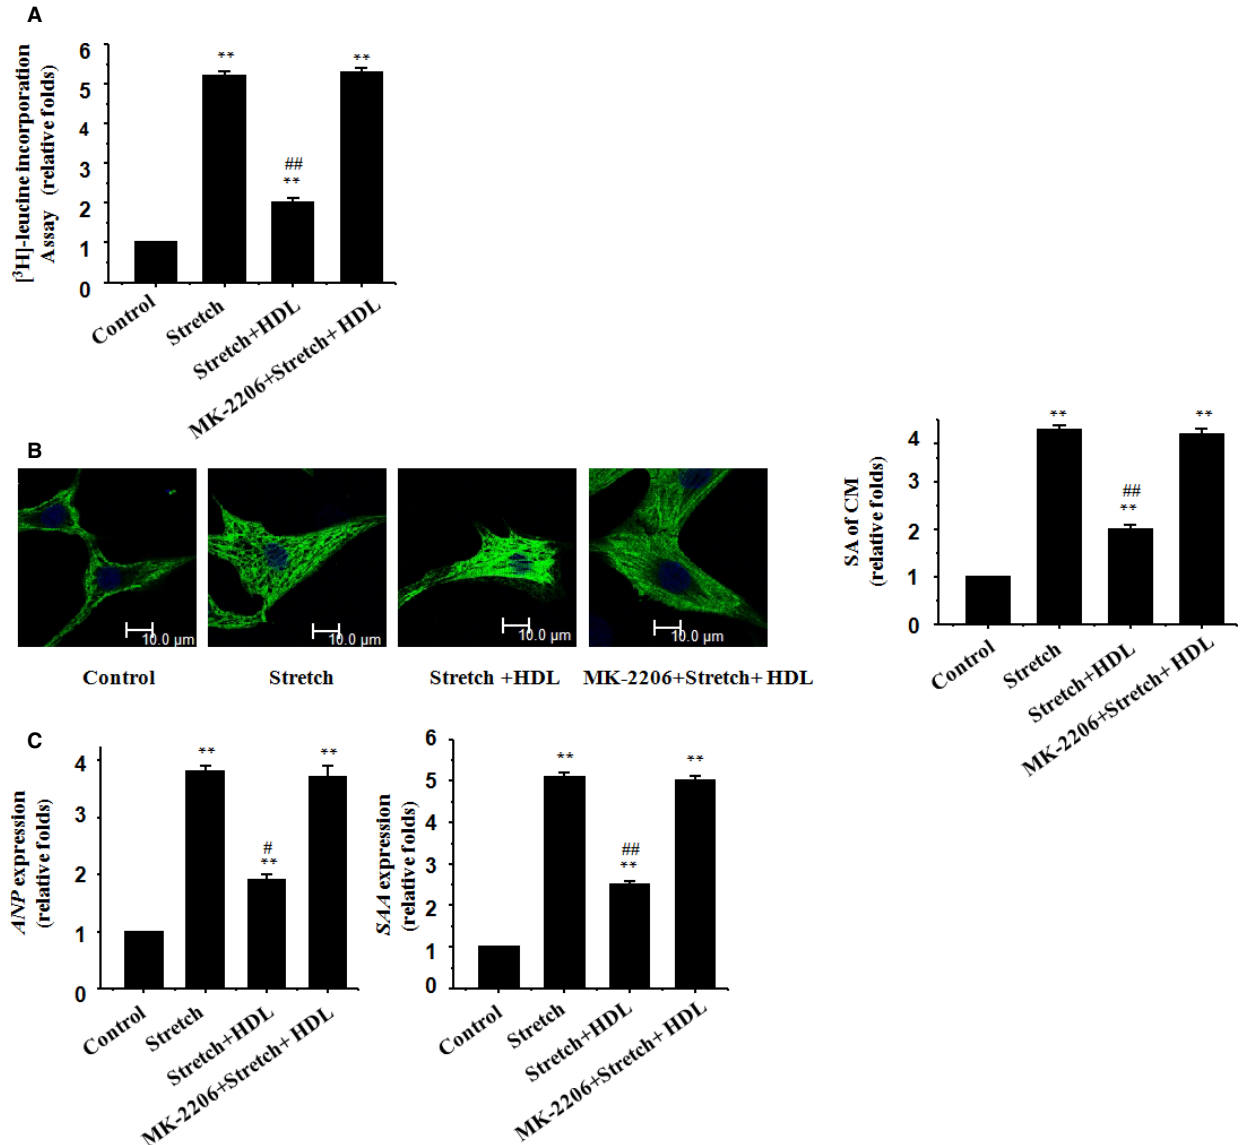 A
[³H]-leucine incorporation
Assay (relative folds)
6
5
4
3
2
1
0
**
##
**
**
Control
Stretch
Stretch+HDL
MK-2206+Stretch+ HDL
B
10.0 µm
10.0 µm
10.0 µm
10.0 µm
Control
Stretch
Stretch +HDL
MK-2206+Stretch+ HDL
SA of CM
(relative folds)
4
3
2
1
0
**
##
**
**
Control
Stretch
Stretch+HDL
MK-2206+Stretch+ HDL
C
ANP expression
(relative folds)
4
3
2
1
0
**
#
**
**
Control
Stretch
Stretch+HDL
MK-2206+Stretch+ HDL
SAA expression
(relative folds)
6
5
4
3
2
1
0
**
##
**
**
Control
Stretch
Stretch+HDL
MK-2206+Stretch+ HDL